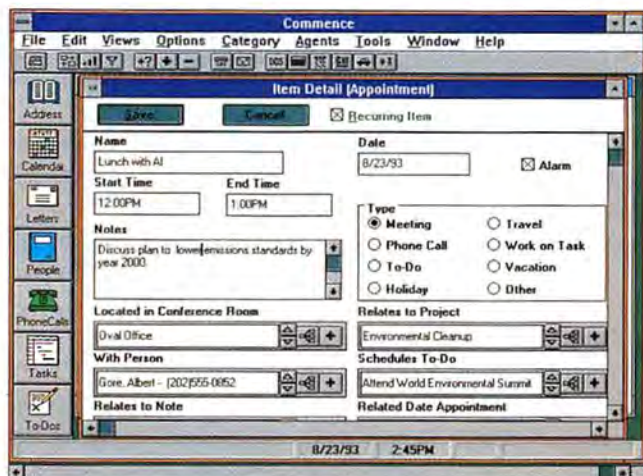 Commence
File Edit Views Options Category Agents Tools Window Help
Item Detail (Appointment)
Save Cancel Recurring Item
Address
Calendar
Letters
People
PhoneCalls
Tasks
To-Dos
Name
Lunch with Al
Date
8/23/93
Alarm
Start Time End Time
12:00PM 1:00PM
Notes
Discuss plan to lower emissions standards by
year 2000.
Type
Meeting Travel
Phone Call Work on Task
To-Do Vacation
Holiday Other
Located in Conference Room Relates to Project
Oval Office Environmental Cleanup
With Person Schedules To-Do
Gore, Albert - (202)555-0852 Attend World Environmental Summit
Relates to Note Related Date Appointment
8/23/93 2:45PM